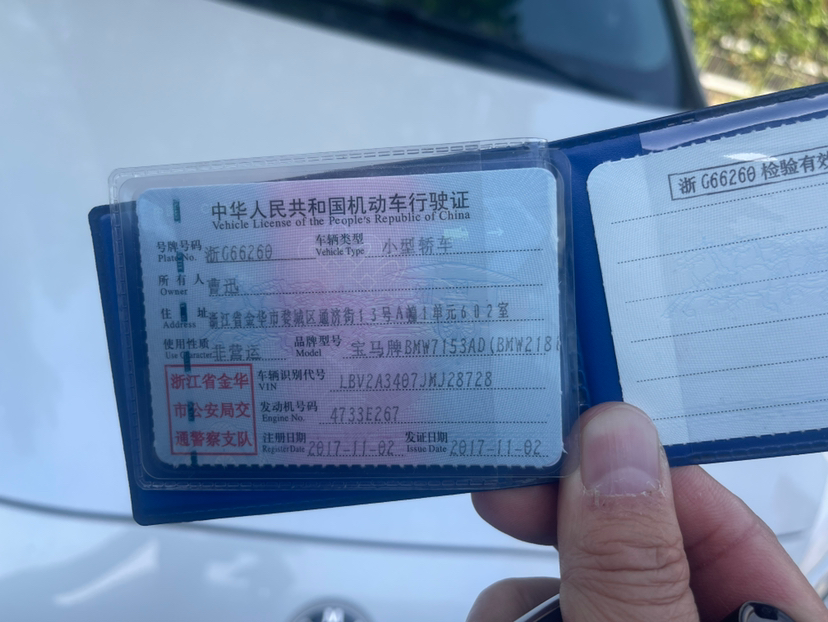 中华人民共和国机动车行驶证
Vehicle License of the People's Republic of China
号牌号码 浙G66260 车辆类型 小型轿车
Plate No. Vehicle Type
所有人 曹迅
Owner
住址 浙江省金华市婺城区通济街13号A幢1单元602室
Address
使用性质 非营运 品牌型号 宝马牌BMW7153AD(BMW218
Use Character Model
车辆识别代号 LBV2A3407JMJ28728
VIN
发动机号码 4733E267
Engine No.
注册日期 2017-11-02 发证日期 2017-11-02
Register Date Issue Date
浙江省金华
市公安局交
通警察支队
浙G66260 检验有效